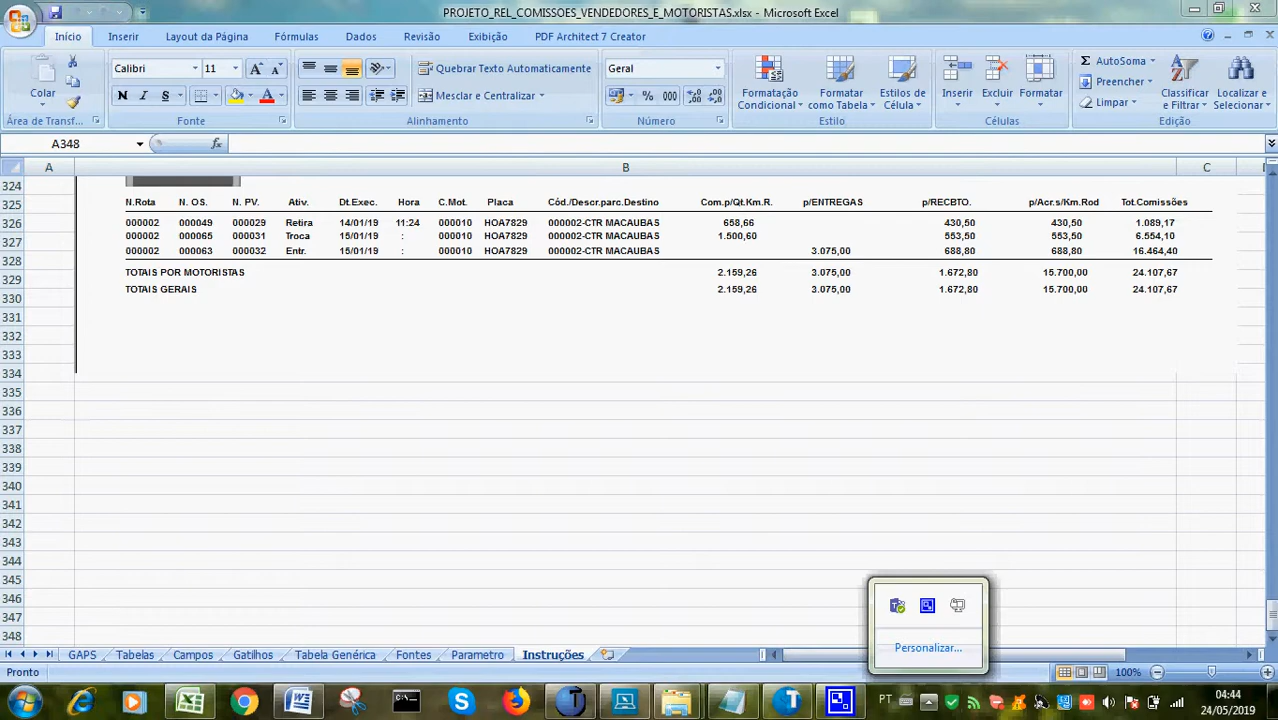 PROJETO_REL_COMISSOES_VENDEDORES_E_MOTORISTAS.xlsx - Microsoft Excel
Início Inserir Layout da Página Fórmulas Dados Revisão Exibição PDF Architect 7 Creator
Calibri 11 Quebrar Texto Automaticamente Geral AutoSoma
Colar Preencher
N I S Mesclar e Centralizar % 000 Formatação Condicional Formatar como Tabela Estilos de Célula Inserir Excluir Formatar Limpar Classificar e Filtrar Localizar e Selecionar
Área de Transf... Fonte Alinhamento Número Estilo Células Edição
A348 fx
A B C
324
325 N.Rota N. OS. N. PV. Ativ. Dt.Exec. Hora C.Mot. Placa Cód./Descr.parc.Destino Com.p/Qt.Km.R. p/ENTREGAS p/RECBTO. p/Acr.s/Km.Rod Tot.Comissões
326 000002 000049 000029 Retira 14/01/19 11:24 000010 HOA7829 000002-CTR MACAUBAS 658,66 430,50 430,50 1.089,17
327 000002 000065 000031 Troca 15/01/19 : 000010 HOA7829 000002-CTR MACAUBAS 1.500,60 553,50 553,50 6.554,10
328 000002 000063 000032 Entr. 15/01/19 : 000010 HOA7829 000002-CTR MACAUBAS 3.075,00 688,80 688,80 16.464,40
329 TOTAIS POR MOTORISTAS 2.159,26 3.075,00 1.672,80 15.700,00 24.107,67
330 TOTAIS GERAIS 2.159,26 3.075,00 1.672,80 15.700,00 24.107,67
331
332
333
334
335
336
337
338
339
340
341
342
343
344
345
346
347
348
Personalizar...
GAPS Tabelas Campos Gatilhos Tabela Genérica Fontes Parametro Instruções
Pronto 100%
PT 04:44
24/05/2019